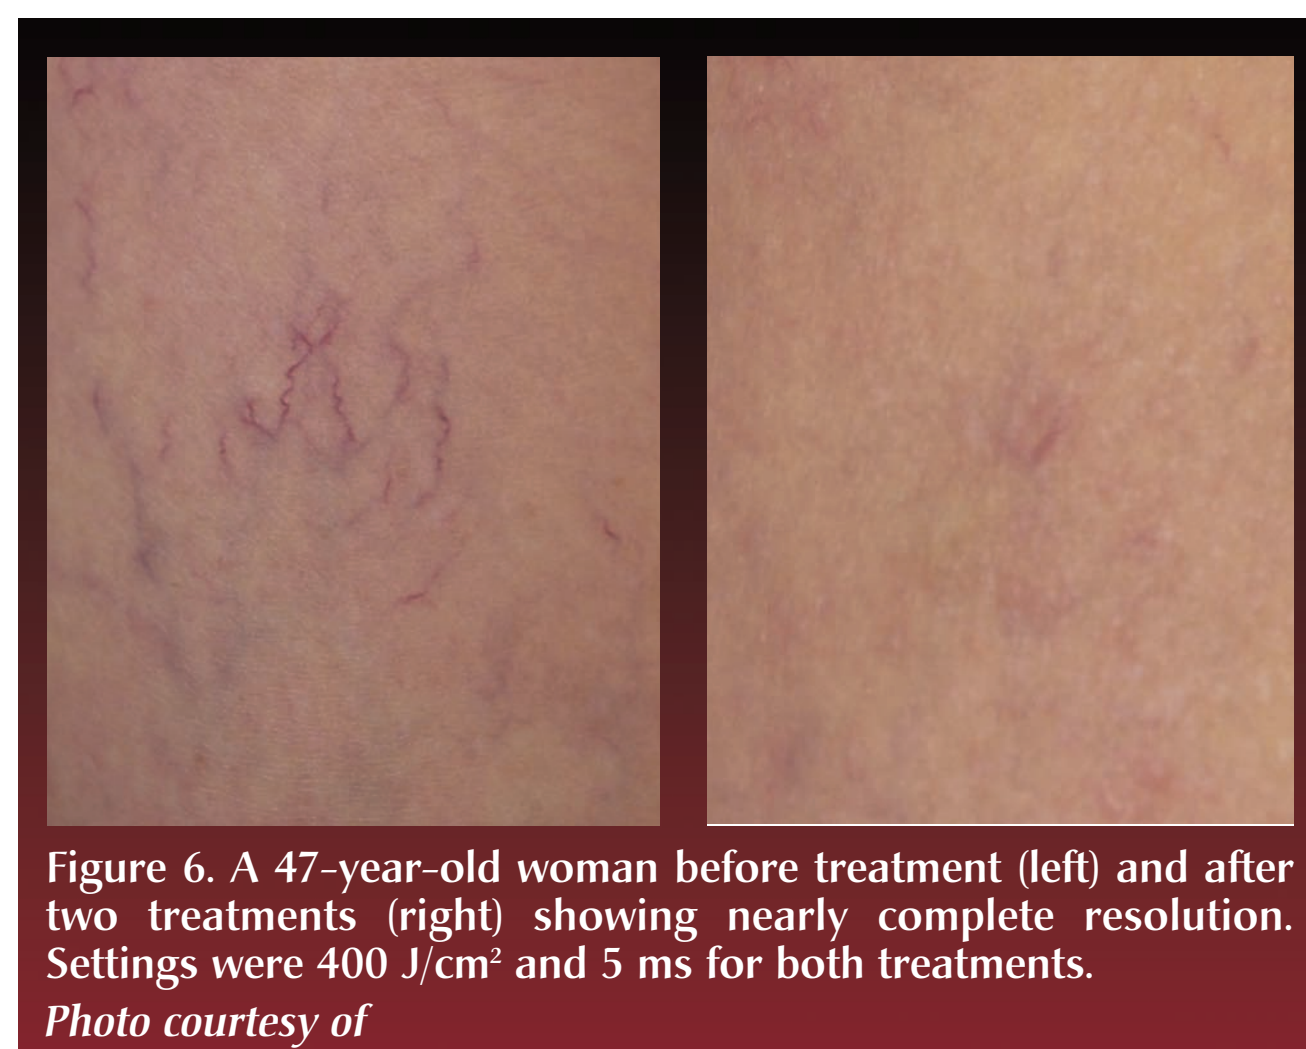 Figure 6. A 47–year–old woman before treatment (left) and after
two treatments (right) showing nearly complete resolution.
Settings were 400 J/cm² and 5 ms for both treatments.
Photo courtesy of